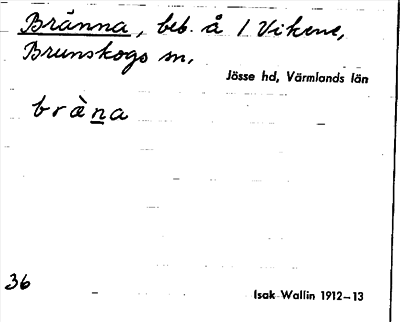 Bränna, beb. å 1 Vikene,
Brunskogs sn,
Jösse hd, Värmlands län
bràna
36
Isak Wallin 1912–13